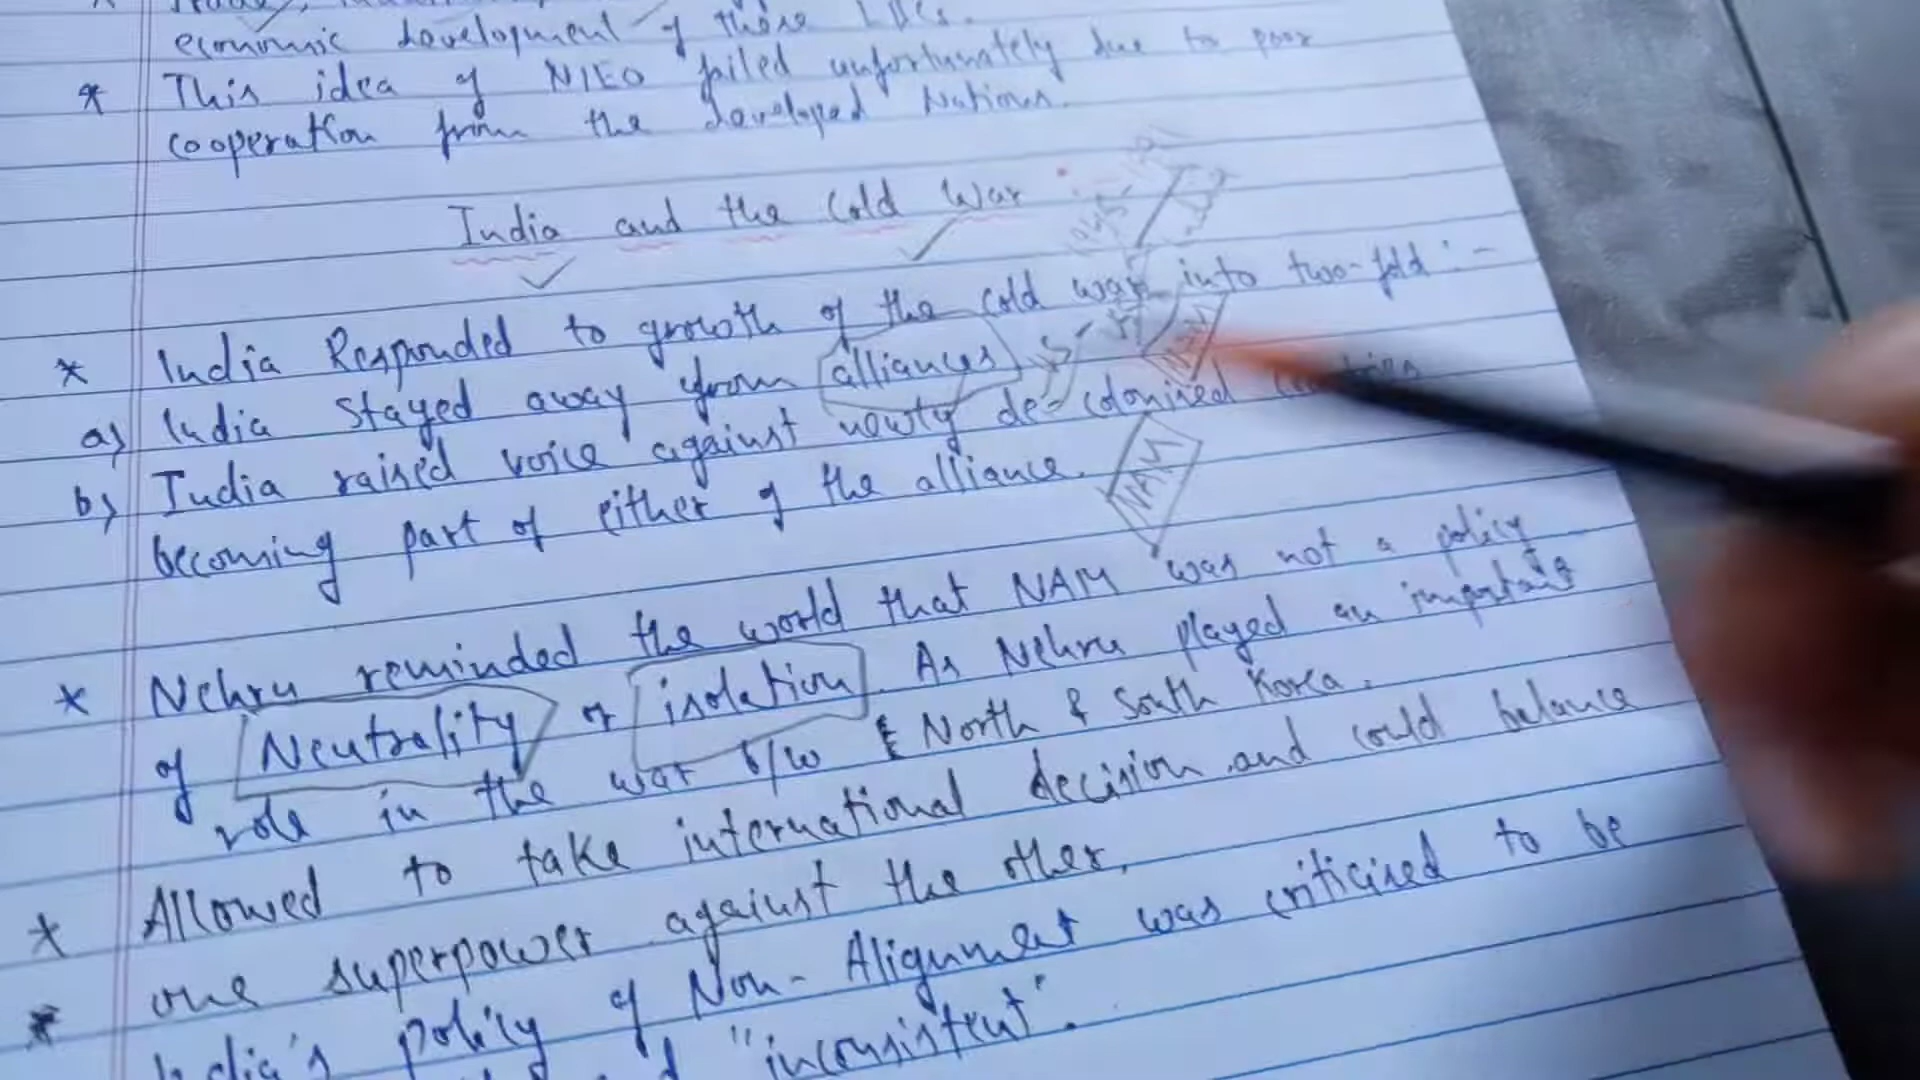 economic development of these LDCs.
* This idea of NIEO failed unfortunately due to poor
cooperation from the developed Nations.
India and the Cold War
* India Responded to growth of the cold war into two-fold :-
a) India stayed away from alliances
b) India raised voice against newly de-colonised countries
becoming part of either of the alliance.
NAM
* Nehru reminded the world that NAM was not a policy
of Neutrality or isolation. As Nehru played an important
role in the war b/w North & South Korea.
* Allowed to take international decision and could balance
one superpower against the other.
* India's policy of Non-Alignment was criticised to be
"inconsistent".